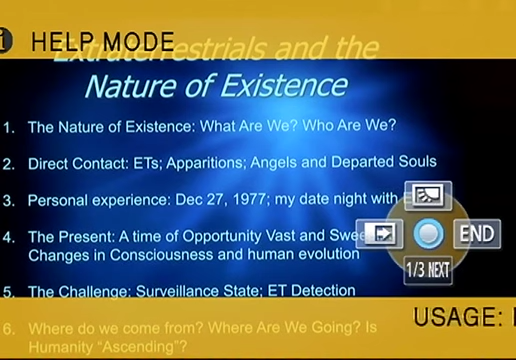 HELP MODE
Extraterrestrials and the
Nature of Existence
1. The Nature of Existence: What Are We? Who Are We?
2. Direct Contact: ETs; Apparitions; Angels and Departed Souls
3. Personal experience: Dec 27, 1977; my date night with
4. The Present: A time of Opportunity Vast and
Changes in Consciousness and human evolution
END
1/3 NEXT
5. The Challenge: Surveillance State; ET Detection
USAGE:
6. Where do we come from? Where Are We Going? Is
Humanity “Ascending”?